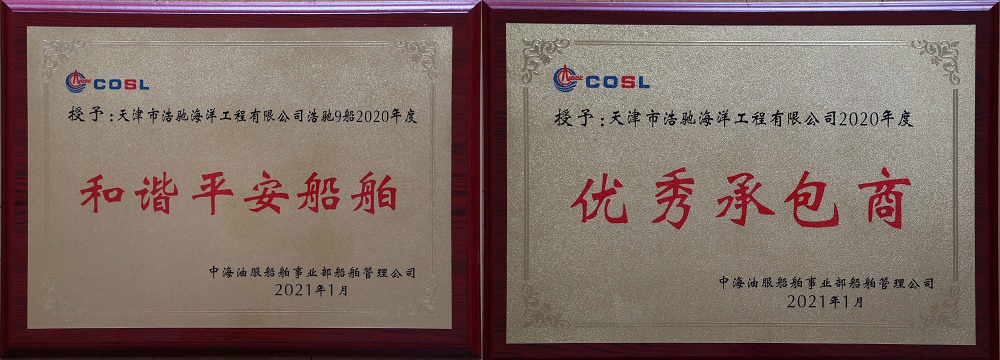 COSL
授予:天津市浩驰海洋工程有限公司浩驰9船2020年度
和谐平安船舶
中海油服船舶事业部船舶管理公司
2021年1月
COSL
授予:天津市浩驰海洋工程有限公司2020年度
优秀承包商
中海油服船舶事业部船舶管理公司
2021年1月